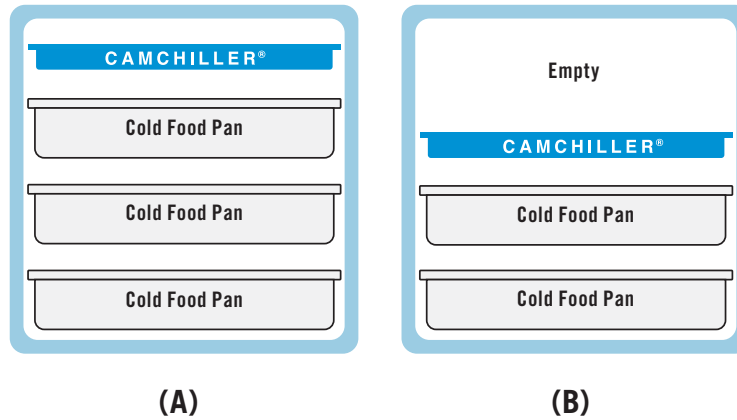 CAMCHILLER®
Cold Food Pan
Cold Food Pan
Cold Food Pan
(A)
Empty
CAMCHILLER®
Cold Food Pan
Cold Food Pan
(B)